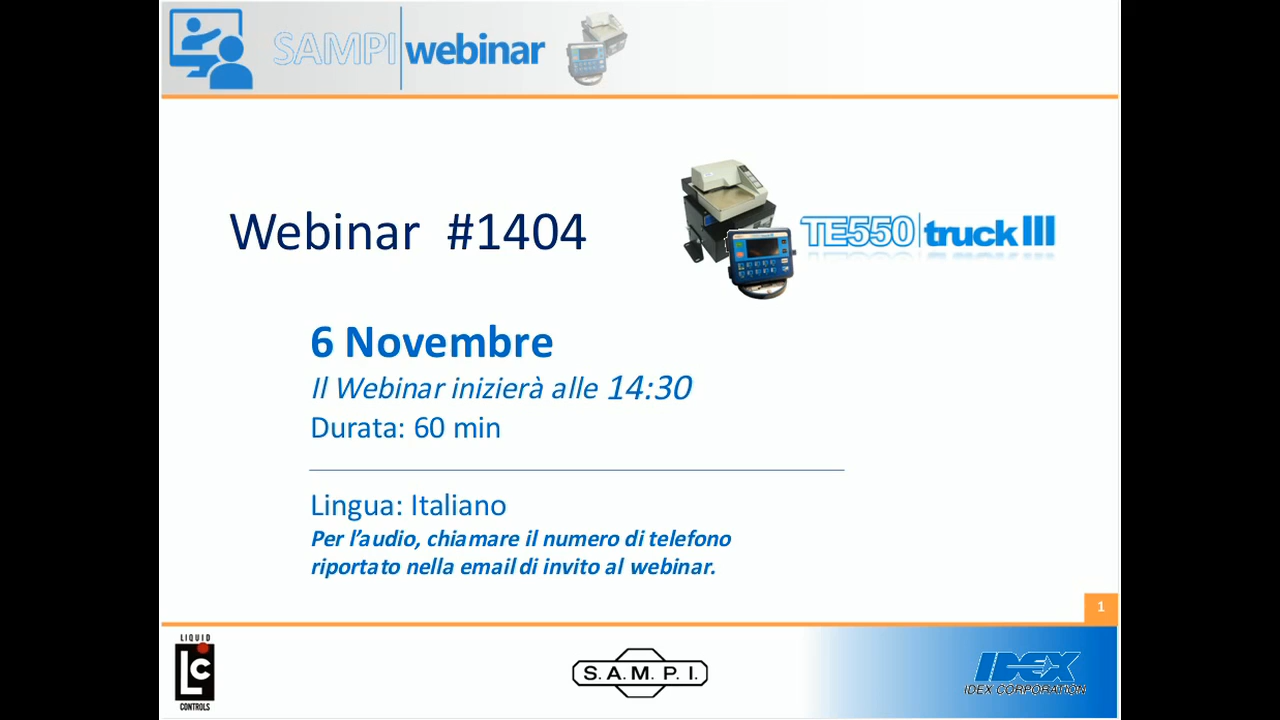 SAMPI webinar
Webinar #1404
TE550 truck III
6 Novembre
Il Webinar inizierà alle 14:30
Durata: 60 min
Lingua: Italiano
Per l'audio, chiamare il numero di telefono
riportato nella email di invito al webinar.
1
LIQUID
LC
CONTROLS
S.A.M.P.I.
IDEX
IDEX CORPORATION